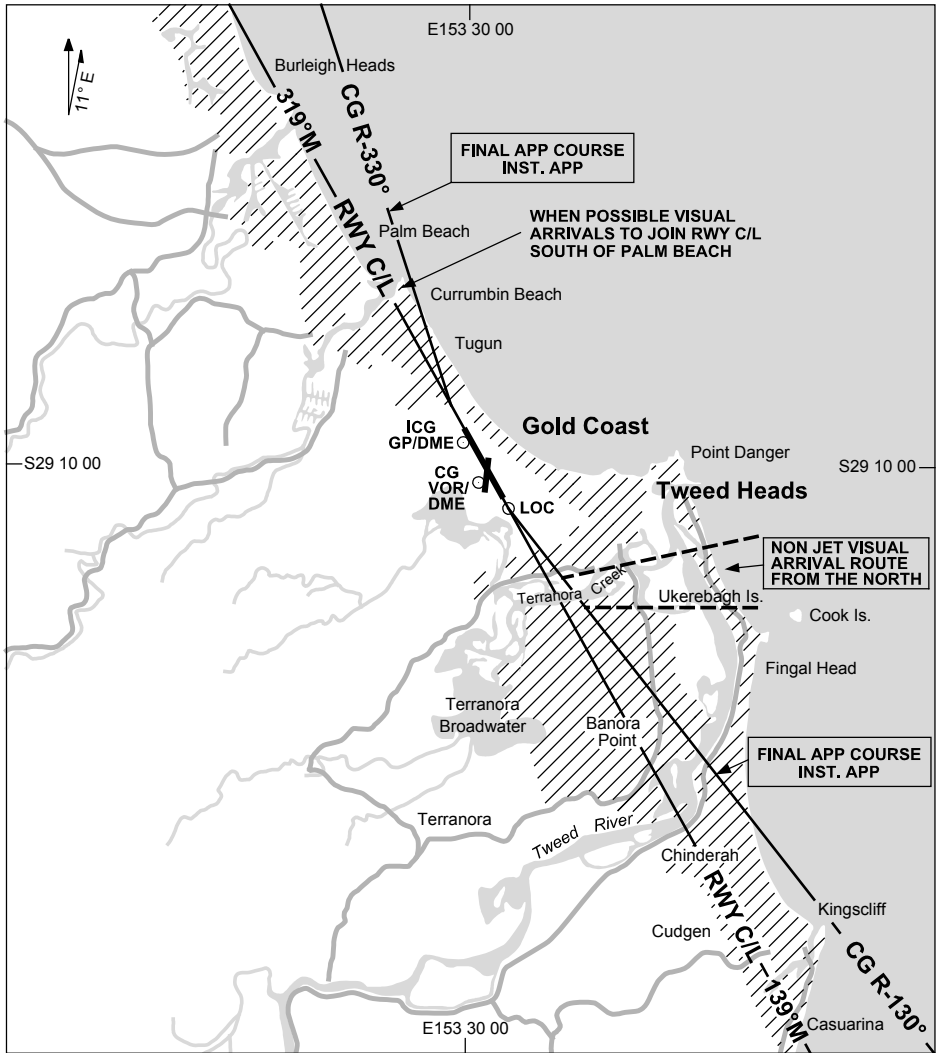 E153 30 00
11° E
Burleigh Heads
319°M
RWY C/L
CG R-330°
FINAL APP COURSE
INST. APP
Palm Beach
WHEN POSSIBLE VISUAL
ARRIVALS TO JOIN RWY C/L
SOUTH OF PALM BEACH
Currumbin Beach
Tugun
ICG
GP/DME
Gold Coast
S29 10 00
Point Danger
S29 10 00
CG
VOR/
DME
Tweed Heads
LOC
NON JET VISUAL
ARRIVAL ROUTE
FROM THE NORTH
Terranora Creek
Ukerebagh Is.
Cook Is.
Fingal Head
Terranora
Broadwater
Banora
Point
FINAL APP COURSE
INST. APP
Terranora
Tweed River
Chinderah
RWY C/L
139°M
Kingscliff
Cudgen
CG R-130°
E153 30 00
Casuarina